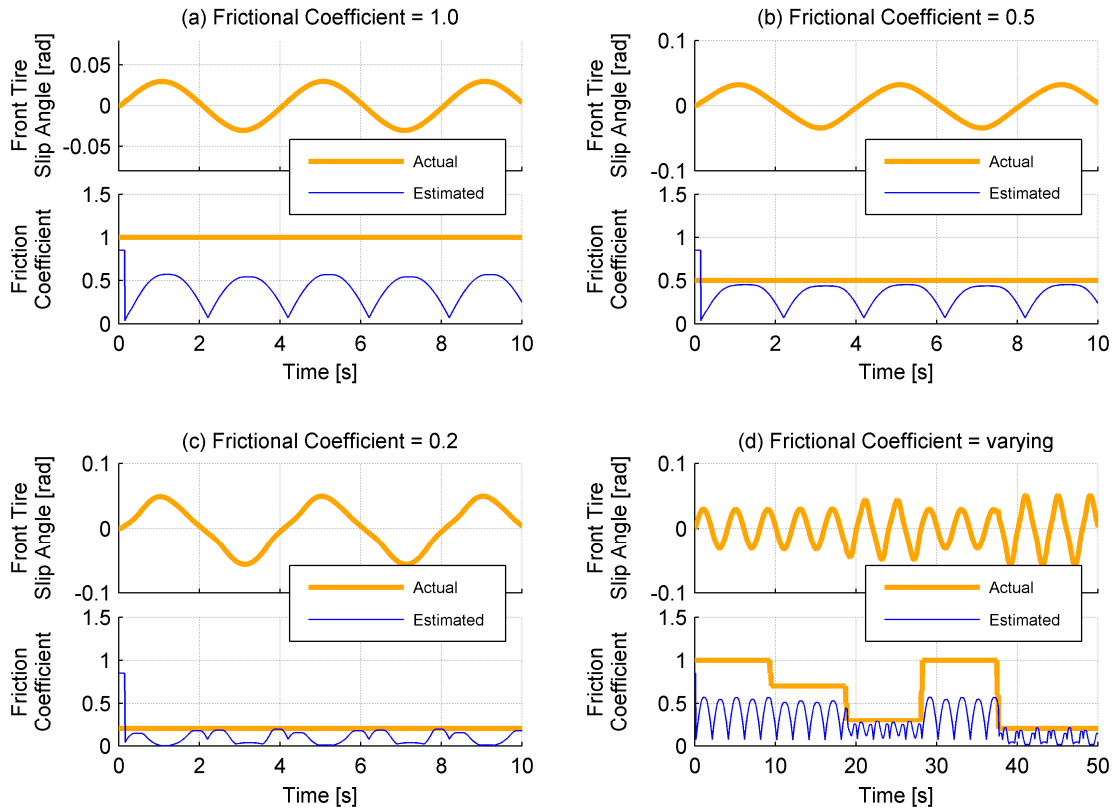 (a) Frictional Coefficient = 1.0
0.05
0
-0.05
Front Tire
Slip Angle [rad]
Actual
Estimated
1.5
1
0.5
0
Friction
Coefficient
0 2 4 6 8 10
Time [s]
(b) Frictional Coefficient = 0.5
0.1
0
-0.1
Front Tire
Slip Angle [rad]
Actual
Estimated
1.5
1
0.5
0
Friction
Coefficient
0 2 4 6 8 10
Time [s]
(c) Frictional Coefficient = 0.2
0.1
0
-0.1
Front Tire
Slip Angle [rad]
Actual
Estimated
1.5
1
0.5
0
Friction
Coefficient
0 2 4 6 8 10
Time [s]
(d) Frictional Coefficient = varying
0.1
0
-0.1
Front Tire
Slip Angle [rad]
Actual
Estimated
1.5
1
0.5
0
Friction
Coefficient
0 10 20 30 40 50
Time [s]